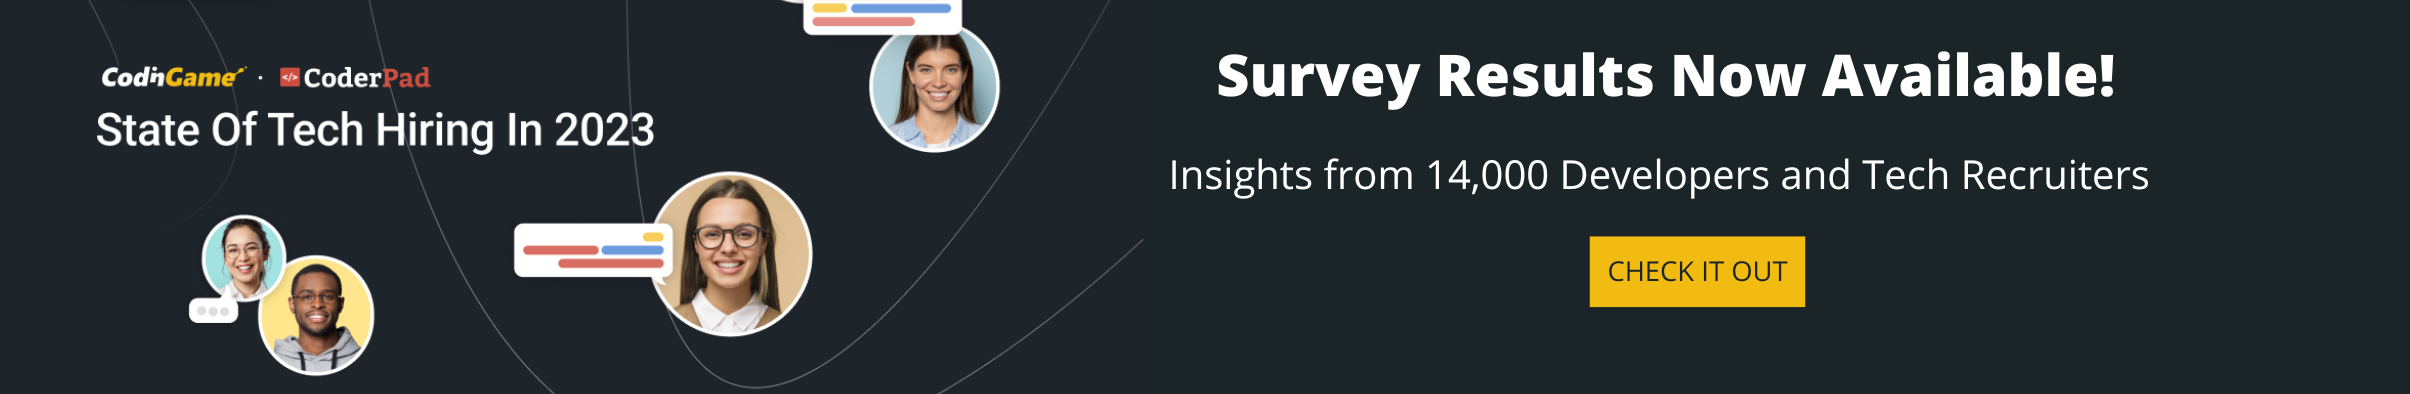 CodinGame · </> CoderPad
State Of Tech Hiring In 2023
Survey Results Now Available!
Insights from 14,000 Developers and Tech Recruiters
CHECK IT OUT